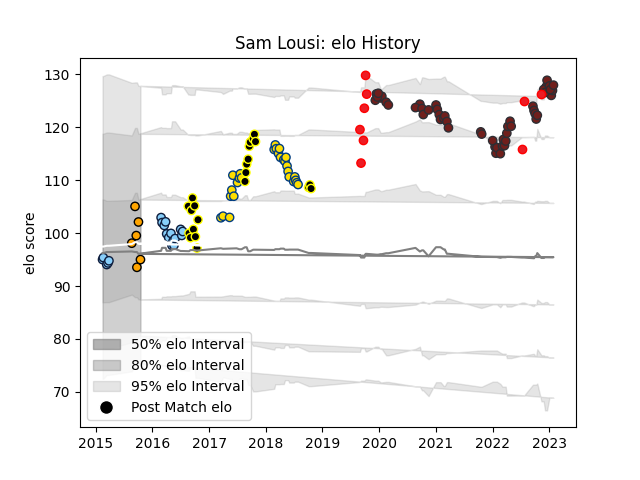 Sam Lousi: elo History
elo score
130
120
110
100
90
80
70
50% elo Interval
80% elo Interval
95% elo Interval
Post Match elo
2015 2016 2017 2018 2019 2020 2021 2022 2023